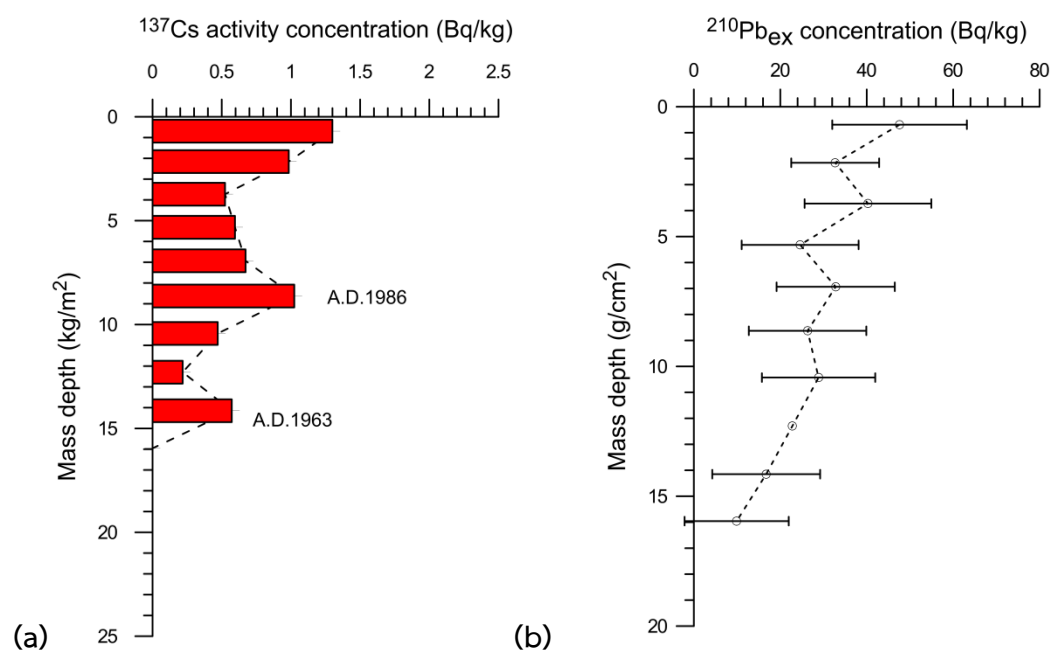 ¹³⁷Cs activity concentration (Bq/kg)
0 0.5 1 1.5 2 2.5
0
5
10
15
20
25
Mass depth (kg/m²)
A.D.1986
A.D.1963
(a)
²¹⁰Pbex concentration (Bq/kg)
0 20 40 60 80
0
5
10
15
20
Mass depth (g/cm²)
(b)